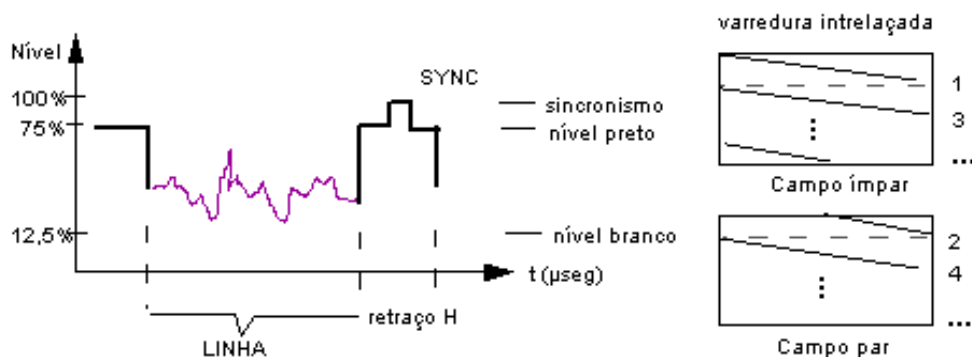 Nível
100%
75%
12,5%
SYNC
sincronismo
nível preto
nível branco
t (µseg)
retraço H
LINHA
varredura intrelaçada
1
3
...
Campo ímpar
2
4
...
Campo par